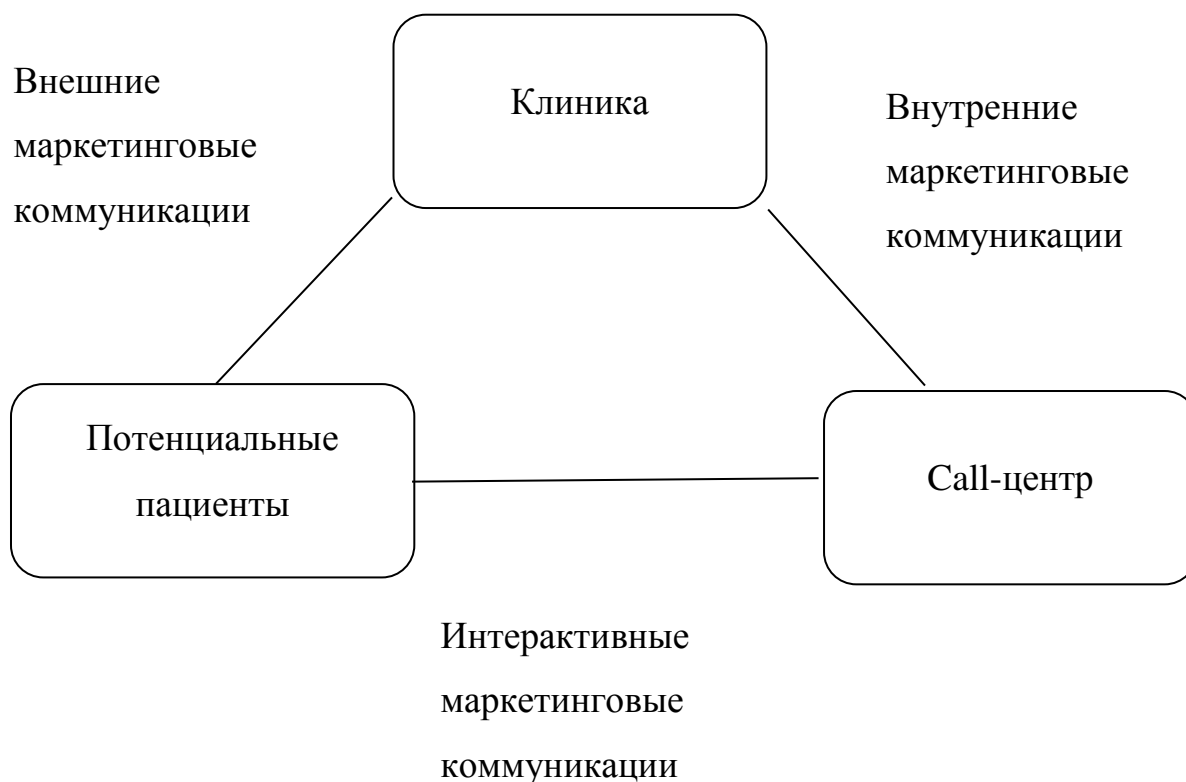 Внешние
маркетинговые
коммуникации
Клиника
Внутренние
маркетинговые
коммуникации
Потенциальные
пациенты
Call-центр
Интерактивные
маркетинговые
коммуникации